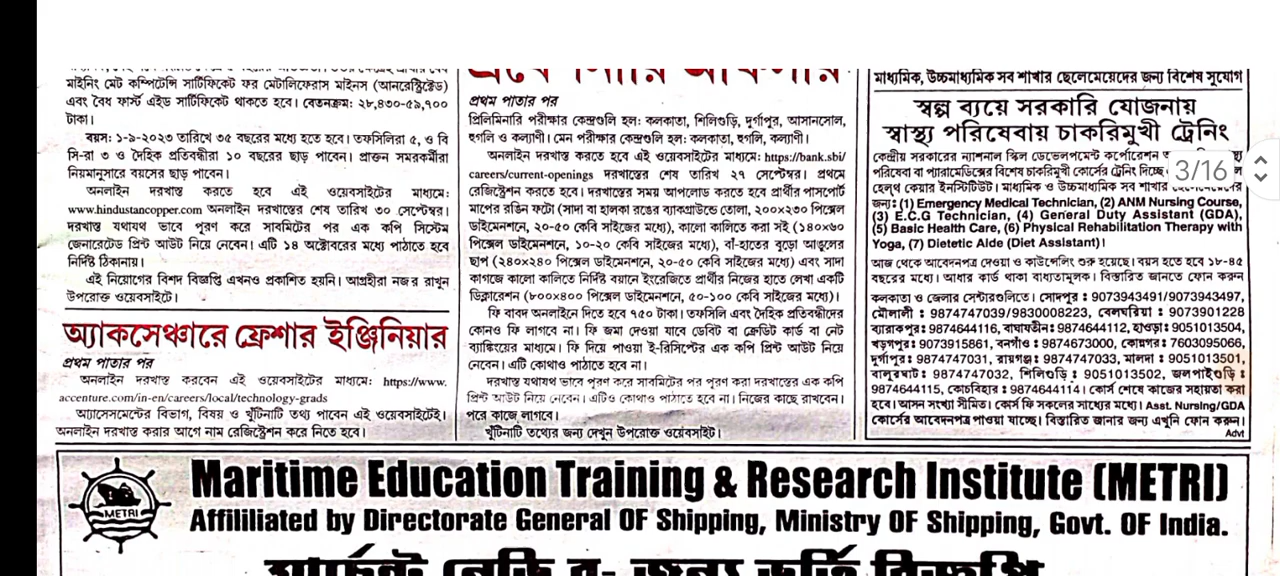 মাইনিং মেট কম্পিটেন্সি সার্টিফিকেট ফর মেটালিফেরাস মাইনস (আনরেস্ট্রিক্টেড)
এবং বৈধ ফার্স্ট এইড সার্টিফিকেট থাকতে হবে। বেতনক্রম: ২৮,৪৩০-৫৯,৭০০
টাকা।
বয়স: ১-৯-২০২৩ তারিখে ৩৫ বছরের মধ্যে হতে হবে। তফসিলিরা ৫, ও বি
সি-রা ৩ ও দৈহিক প্রতিবন্ধীরা ১০ বছরের ছাড় পাবেন। প্রাক্তন সমরকর্মীরা
নিয়মানুসারে বয়সের ছাড় পাবেন।
অনলাইন দরখাস্ত করতে হবে এই ওয়েবসাইটের মাধ্যমে:
www.hindustancopper.com অনলাইন দরখাস্তের শেষ তারিখ ৩০ সেপ্টেম্বর।
দরখাস্ত যথাযথ ভাবে পূরণ করে সাবমিটের পর এক কপি সিস্টেম
জেনারেটেড প্রিন্ট আউট নিয়ে নেবেন। এটি ১৪ অক্টোবরের মধ্যে পাঠাতে হবে
নির্দিষ্ট ঠিকানায়।
এই নিয়োগের বিশদ বিজ্ঞপ্তি এখনও প্রকাশিত হয়নি। আগ্রহীরা নজর রাখুন
উপরোক্ত ওয়েবসাইটে।
অ্যাকসেঞ্চারে ফ্রেশার ইঞ্জিনিয়ার
প্রথম পাতার পর
অনলাইন দরখাস্ত করবেন এই ওয়েবসাইটের মাধ্যমে: https://www.
accenture.com/in-en/careers/local/technology-grads
অ্যাসেসমেন্টের বিভাগ, বিষয় ও খুঁটিনাটি তথ্য পাবেন এই ওয়েবসাইটেই।
অনলাইন দরখাস্ত করার আগে নাম রেজিস্ট্রেশন করে নিতে হবে।
প্রথম পাতার পর
প্রিলিমিনারি পরীক্ষার কেন্দ্রগুলি হল: কলকাতা, শিলিগুড়ি, দুর্গাপুর, আসানসোল,
হুগলি ও কল্যাণী। মেন পরীক্ষার কেন্দ্রগুলি হল: কলকাতা, হুগলি, কল্যাণী।
অনলাইন দরখাস্ত করতে হবে এই ওয়েবসাইটের মাধ্যমে: https://bank.sbi/
careers/current-openings দরখাস্তের শেষ তারিখ ২৭ সেপ্টেম্বর। প্রথমে
রেজিস্ট্রেশন করতে হবে। দরখাস্তের সময় আপলোড করতে হবে প্রার্থীর পাসপোর্ট
মাপের রঙিন ফটো (সাদা বা হালকা রঙের ব্যাকগ্রাউন্ডে তোলা, ২০০×২৩০ পিক্সেল
ডাইমেনশনে, ২০-৫০ কেবি সাইজের মধ্যে), কালো কালিতে করা সই (১৪০×৬০
পিক্সেল ডাইমেনশনে, ১০-২০ কেবি সাইজের মধ্যে), বাঁ-হাতের বুড়ো আঙুলের
ছাপ (২৪০×২৪০ পিক্সেল ডাইমেনশনে, ২০-৫০ কেবি সাইজের মধ্যে) এবং সাদা
কাগজে কালো কালিতে নির্দিষ্ট বয়ানে ইংরেজিতে প্রার্থীর নিজের হাতে লেখা একটি
ডিক্লারেশন (৮০০×৪০০ পিক্সেল ডাইমেনশনে, ৫০-১০০ কেবি সাইজের মধ্যে)।
ফি বাবদ অনলাইনে দিতে হবে ৭৫০ টাকা। তফসিলি এবং দৈহিক প্রতিবন্ধীদের
কোনও ফি লাগবে না। ফি জমা দেওয়া যাবে ডেবিট বা ক্রেডিট কার্ড বা নেট
ব্যাঙ্কিংয়ের মাধ্যমে। ফি দিয়ে পাওয়া ই-রিসিপ্টের এক কপি প্রিন্ট আউট নিয়ে
নেবেন। এটি কোথাও পাঠাতে হবে না।
দরখাস্ত যথাযথ ভাবে পূরণ করে সাবমিটের পর পূরণ করা দরখাস্তের এক কপি
প্রিন্ট আউট নিয়ে নেবেন। এটিও কোথাও পাঠাতে হবে না। নিজের কাছে রাখবেন।
পরে কাজে লাগবে।
খুঁটিনাটি তথ্যের জন্য দেখুন উপরোক্ত ওয়েবসাইট।
মাধ্যমিক, উচ্চমাধ্যমিক সব শাখার ছেলেমেয়েদের জন্য বিশেষ সুযোগ
স্বল্প ব্যয়ে সরকারি যোজনায়
স্বাস্থ্য পরিষেবায় চাকরিমুখী ট্রেনিং
কেন্দ্রীয় সরকারের ন্যাশনাল স্কিল ডেভেলপমেন্ট কর্পোরেশন
পরিষেবা বা প্যারামেডিক্সের বিশেষ চাকরিমুখী কোর্সের ট্রেনিং দিচ্ছে
3/16
হেল্‌থ কেয়ার ইনস্টিটিউট। মাধ্যমিক ও উচ্চমাধ্যমিক সব শাখার
জন্য: (1) Emergency Medical Technician, (2) ANM Nursing Course,
(3) E.C.G Technician, (4) General Duty Assistant (GDA),
(5) Basic Health Care, (6) Physical Rehabilitation Therapy with
Yoga, (7) Dietetic Aide (Diet Assistant)।
আজ থেকে আবেদনপত্র দেওয়া ও কাউন্সেলিং শুরু হয়েছে। বয়স হতে হবে ১৮-৪৫
বছরের মধ্যে। আধার কার্ড থাকা বাধ্যতামূলক। বিস্তারিত জানতে ফোন করুন
কলকাতা ও জেলার সেন্টারগুলিতে। সোদপুর : 9073943491/9073943497,
মৌলালী : 9874747039/9830008223, বেলঘরিয়া : 9073901228
ব্যারাকপুর : 9874644116, বাঘাযতীন: 9874644112, হাওড়া: 9051013504,
খড়গপুর: 9073915861, বনগাঁও : 9874673000, কোন্নগর: 7603095066,
দুর্গাপুর: 9874747031, রায়গঞ্জ : 9874747033, মালদা : 9051013501,
বালুরঘাট: 9874747032, শিলিগুড়ি : 9051013502, জলপাইগুড়ি :
9874644115, কোচবিহার : 9874644114। কোর্স শেষে কাজের সহায়তা করা
হবে। আসন সংখ্যা সীমিত। কোর্স ফি সকলের সাধ্যের মধ্যে। Asst. Nursing/GDA
কোর্সের আবেদনপত্র পাওয়া যাচ্ছে। বিস্তারিত জানার জন্য এখুনি ফোন করুন।
Advt
METRI
Maritime Education Training & Research Institute (METRI)
Affililiated by Directorate General OF Shipping, Ministry OF Shipping, Govt. OF India.